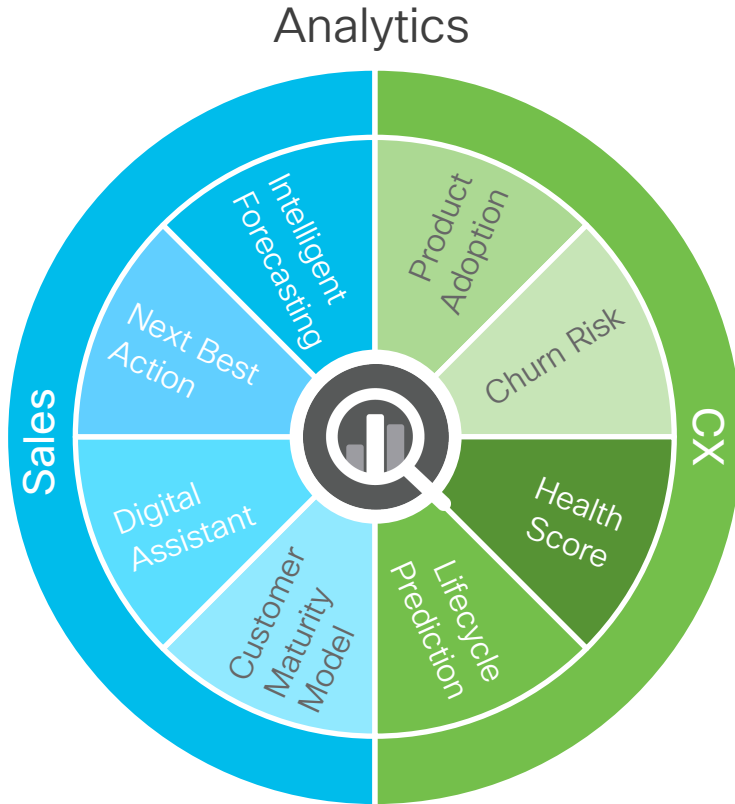 Analytics
Sales
Intelligent
Forecasting
Next Best
Action
Digital
Assistant
Customer
Maturity
Model
Product
Adoption
Churn Risk
Health
Score
Lifecycle
Prediction
CX